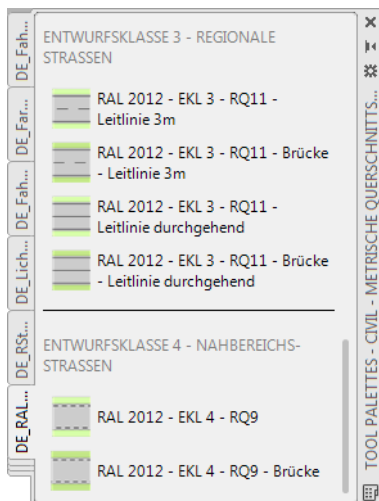 ENTWURFSKLASSE 3 - REGIONALE
STRASSEN
RAL 2012 - EKL 3 - RQ11 -
Leitlinie 3m
RAL 2012 - EKL 3 - RQ11 - Brücke
- Leitlinie 3m
RAL 2012 - EKL 3 - RQ11 -
Leitlinie durchgehend
RAL 2012 - EKL 3 - RQ11 - Brücke
- Leitlinie durchgehend
ENTWURFSKLASSE 4 - NAHBEREICHS-
STRASSEN
RAL 2012 - EKL 4 - RQ9
RAL 2012 - EKL 4 - RQ9 - Brücke
DE_Fah...
DE_Far...
DE_Fah...
DE_Lich...
DE_RSt...
DE_RAL...
TOOL PALETTES - CIVIL - METRISCHE QUERSCHNITTS...